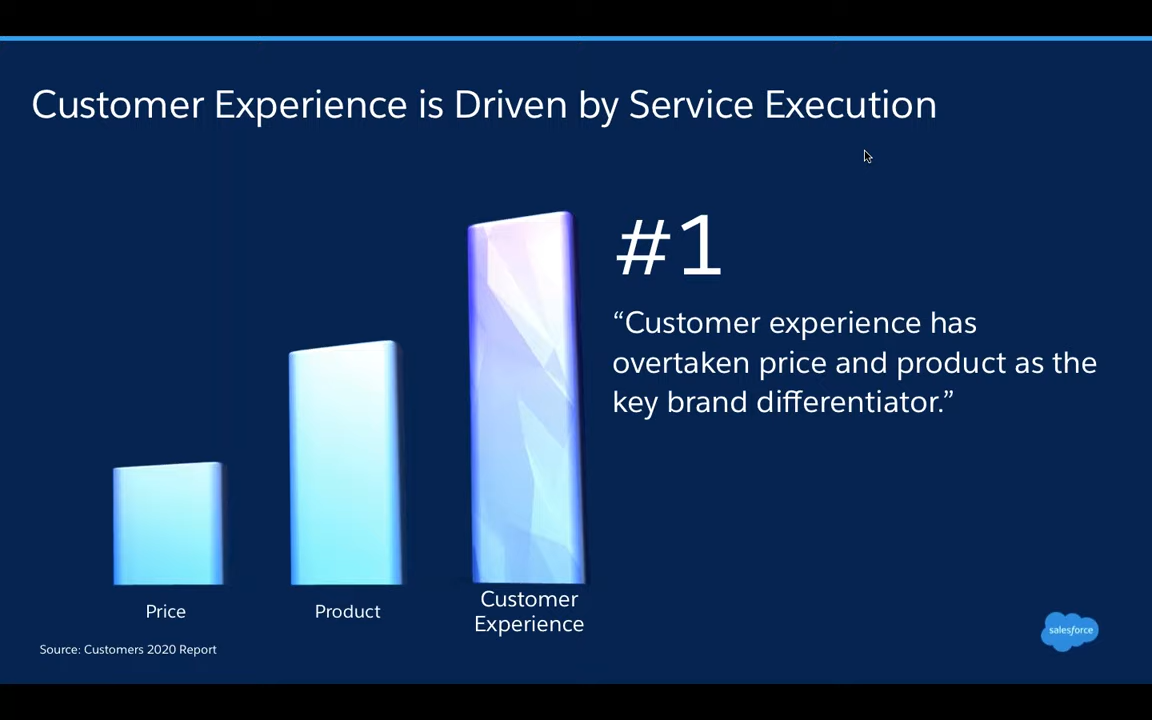 Customer Experience is Driven by Service Execution
#1
“Customer experience has
overtaken price and product as the
key brand differentiator.”
Price
Product
Customer
Experience
Source: Customers 2020 Report
salesforce